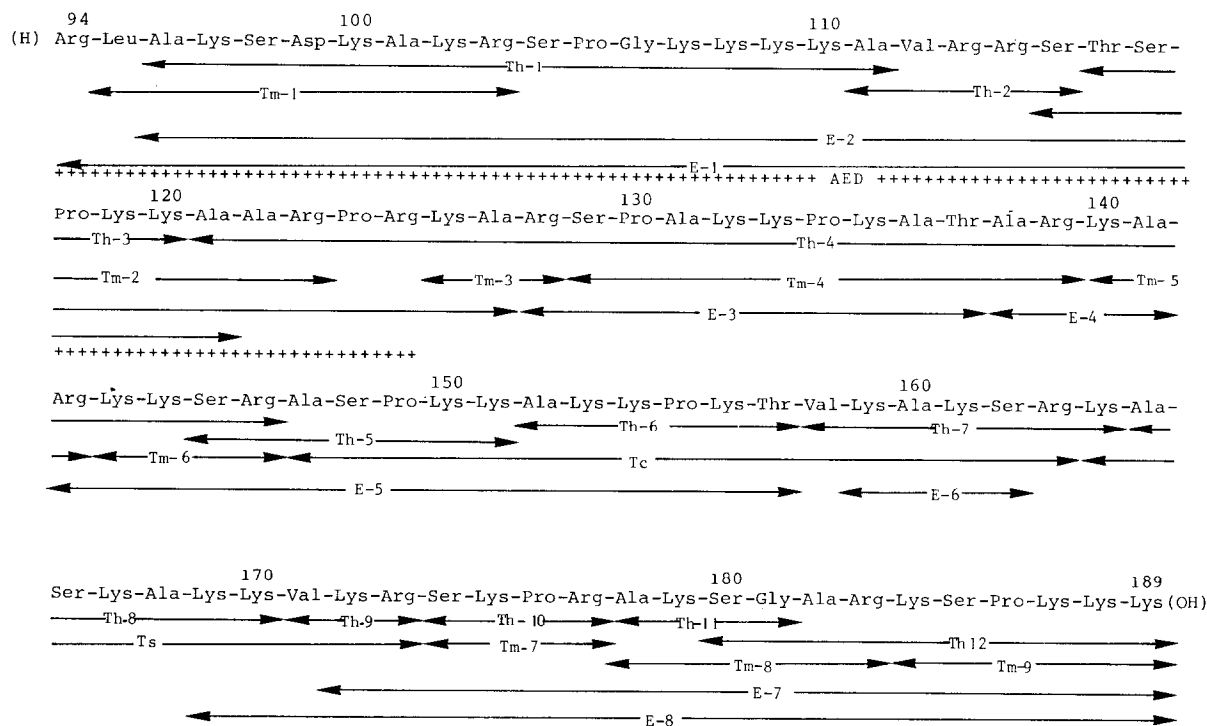 94 100 110
(H) Arg-Leu-Ala-Lys-Ser-Asp-Lys-Ala-Lys-Arg-Ser-Pro-Gly-Lys-Lys-Lys-Lys-Ala-Val-Arg-Arg-Ser-Thr-Ser-
Th-1
Tm-1 Th-2
E-2
E-1
++++++++++++++++++++++++++++++++++++++++ AED ++++++++++++++++
120 130 140
Pro-Lys-Lys-Ala-Ala-Arg-Pro-Arg-Lys-Ala-Arg-Ser-Pro-Ala-Lys-Lys-Pro-Lys-Ala-Thr-Ala-Arg-Lys-Ala-
Th-3 Th-4
Tm-2 Tm-3 Tm-4 Tm-5
E-3 E-4
+++++++++++++++++++
150 160
Arg-Lys-Lys-Ser-Arg-Ala-Ser-Pro-Lys-Lys-Ala-Lys-Lys-Pro-Lys-Thr-Val-Lys-Ala-Lys-Ser-Arg-Lys-Ala-
Th-6 Th-7
Th-5
Tm-6 Tc
E-5 E-6
170 180 189
Ser-Lys-Ala-Lys-Lys-Val-Lys-Arg-Ser-Lys-Pro-Arg-Ala-Lys-Ser-Gly-Ala-Arg-Lys-Ser-Pro-Lys-Lys-Lys(OH)
Th-8 Th-9 Th-10 Th-11
Ts Tm-7 Th12
Tm-8 Tm-9
E-7
E-8